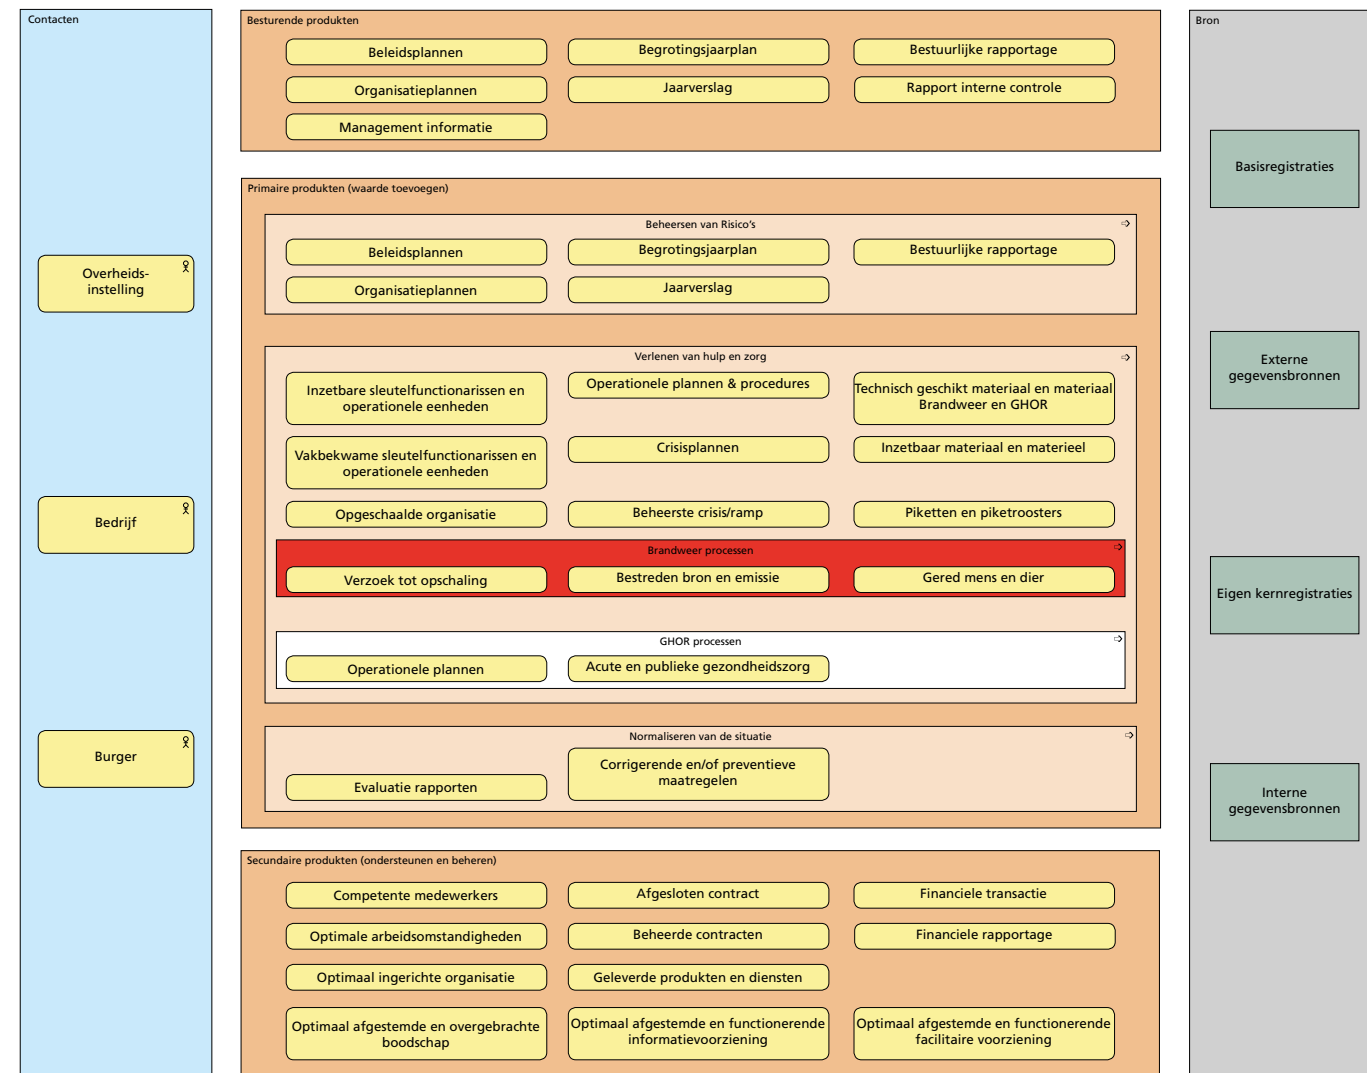 Contacten
Overheids-
instelling
Bedrijf
Burger
Besturende produkten
Beleidsplannen
Begrotingsjaarplan
Bestuurlijke rapportage
Organisatieplannen
Jaarverslag
Rapport interne controle
Management informatie
Primaire produkten (waarde toevoegen)
Beheersen van Risico's
Beleidsplannen
Begrotingsjaarplan
Bestuurlijke rapportage
Organisatieplannen
Jaarverslag
Verlenen van hulp en zorg
Inzetbare sleutelfunctionarissen en
operationele eenheden
Operationele plannen & procedures
Technisch geschikt materiaal en materiaal
Brandweer en GHOR
Vakbekwame sleutelfunctionarissen en
operationele eenheden
Crisisplannen
Inzetbaar materiaal en materieel
Opgeschaalde organisatie
Beheerste crisis/ramp
Piketten en piketroosters
Brandweer processen
Verzoek tot opschaling
Bestreden bron en emissie
Gered mens en dier
GHOR processen
Operationele plannen
Acute en publieke gezondheidszorg
Normaliseren van de situatie
Evaluatie rapporten
Corrigerende en/of preventieve
maatregelen
Secundaire produkten (ondersteunen en beheren)
Competente medewerkers
Afgesloten contract
Financiele transactie
Optimale arbeidsomstandigheden
Beheerde contracten
Financiele rapportage
Optimaal ingerichte organisatie
Geleverde produkten en diensten
Optimaal afgestemde en overgebrachte
boodschap
Optimaal afgestemde en functionerende
informatievoorziening
Optimaal afgestemde en functionerende
facilitaire voorziening
Bron
Basisregistraties
Externe
gegevensbronnen
Eigen kernregistraties
Interne
gegevensbronnen